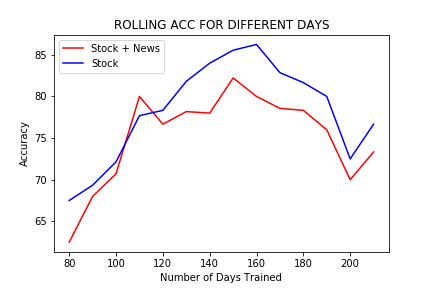 ROLLING ACC FOR DIFFERENT DAYS
Stock + News
Stock
85
80
75
70
65
Accuracy
80 100 120 140 160 180 200
Number of Days Trained